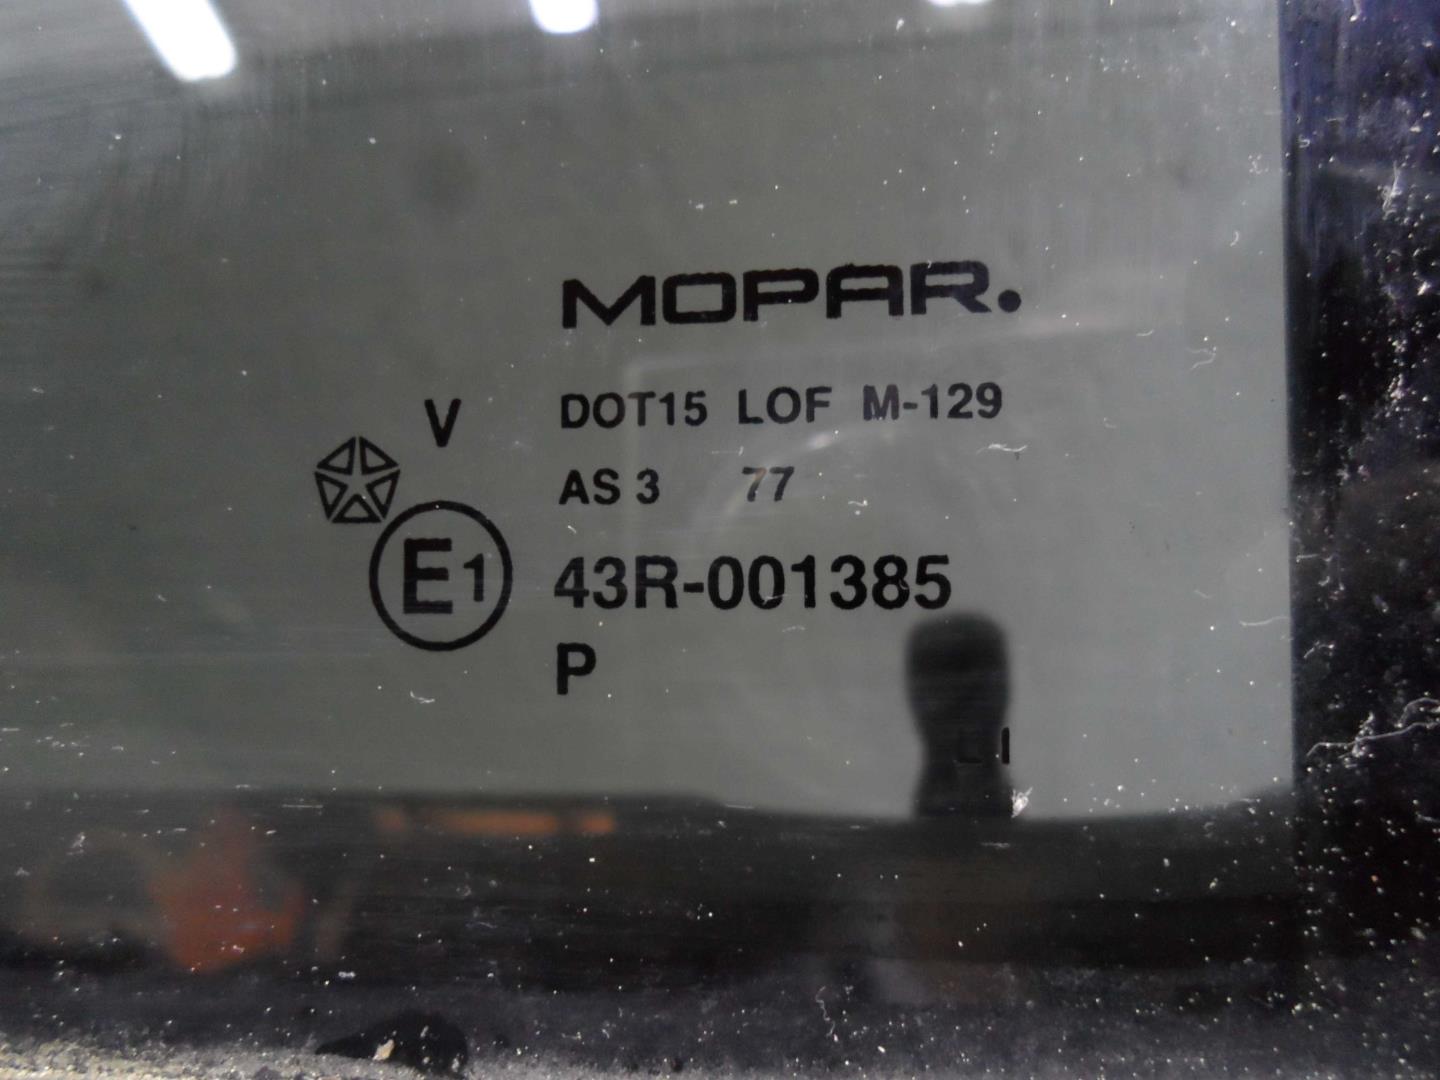 MOPAR.
V DOT15 LOF M-129
AS 3 77
E1 43R-001385
P
L I